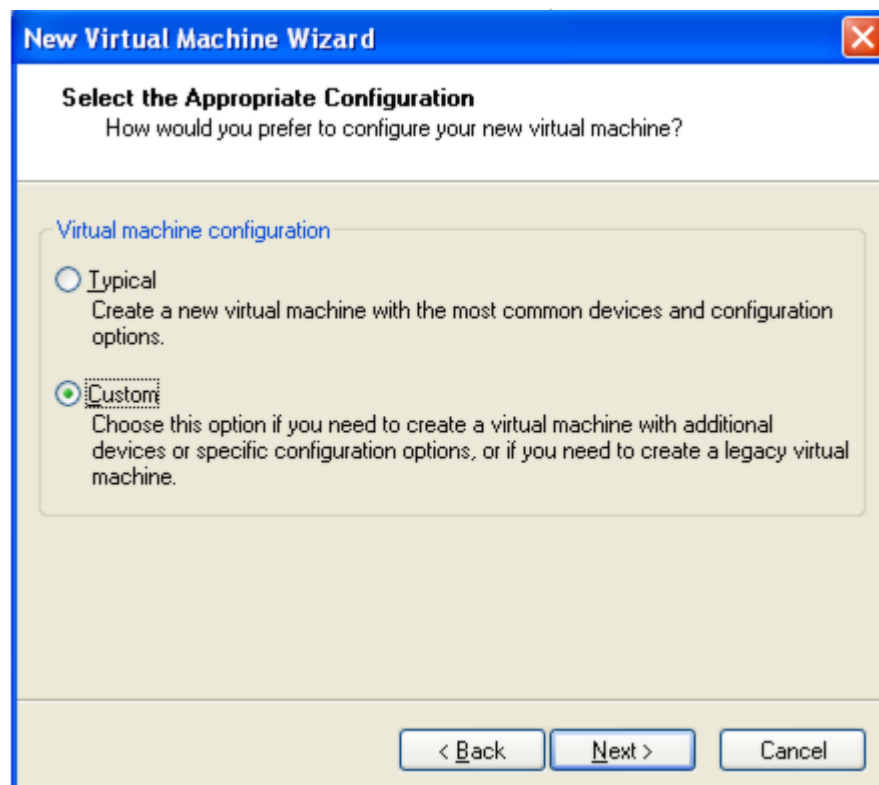 New Virtual Machine Wizard
Select the Appropriate Configuration
How would you prefer to configure your new virtual machine?
Virtual machine configuration
Typical
Create a new virtual machine with the most common devices and configuration
options.
Custom
Choose this option if you need to create a virtual machine with additional
devices or specific configuration options, or if you need to create a legacy virtual
machine.
< Back Next > Cancel